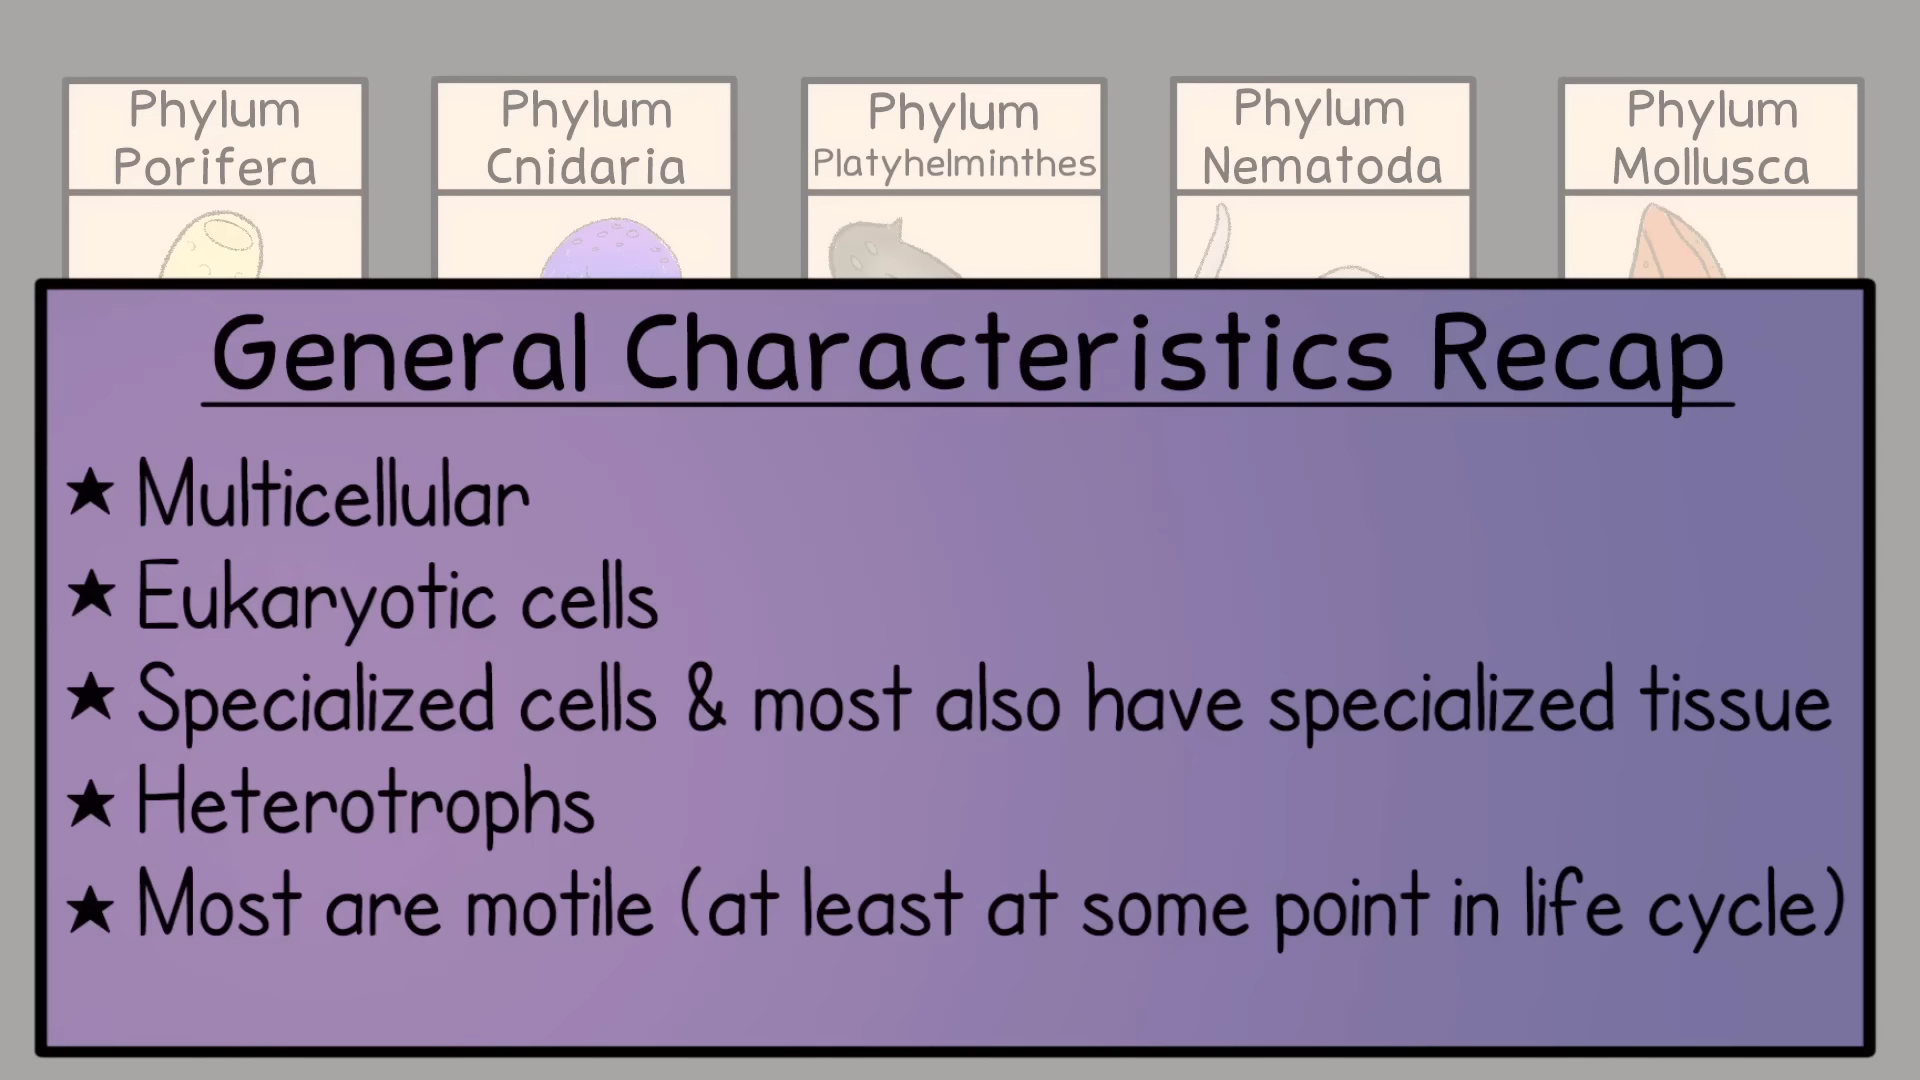 Phylum
Porifera
Phylum
Cnidaria
Phylum
Platyhelminthes
Phylum
Nematoda
Phylum
Mollusca
General Characteristics Recap
★ Multicellular
★ Eukaryotic cells
★ Specialized cells & most also have specialized tissue
★ Heterotrophs
★ Most are motile (at least at some point in life cycle)